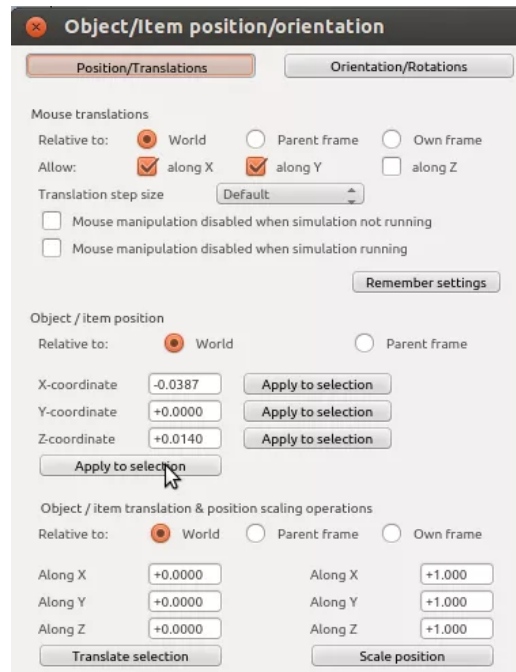 Object/Item position/orientation
Position/Translations Orientation/Rotations
Mouse translations
Relative to: World Parent frame Own frame
Allow: along X along Y along Z
Translation step size Default
Mouse manipulation disabled when simulation not running
Mouse manipulation disabled when simulation running
Remember settings
Object / item position
Relative to: World Parent frame
X-coordinate -0.0387 Apply to selection
Y-coordinate +0.0000 Apply to selection
Z-coordinate +0.0140 Apply to selection
Apply to selection
Object / item translation & position scaling operations
Relative to: World Parent frame Own frame
Along X +0.0000 Along X +1.000
Along Y +0.0000 Along Y +1.000
Along Z +0.0000 Along Z +1.000
Translate selection Scale position